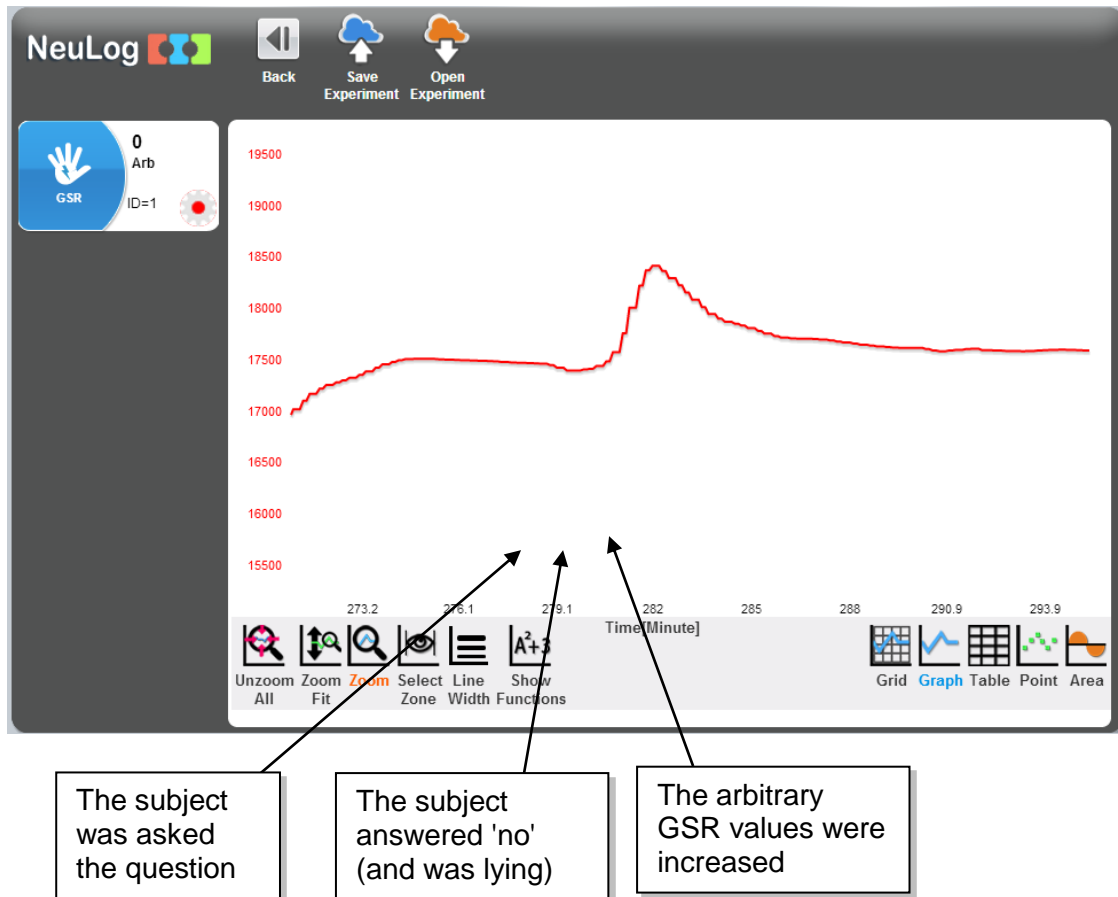 NeuLog
Back
Save
Experiment
Open
Experiment
GSR
0
Arb
ID=1
19500
19000
18500
18000
17500
17000
16500
16000
15500
273.2 276.1 279.1 282 285 288 290.9 293.9
Time[Minute]
Unzoom
All
Zoom
Fit
Zoom
Select
Zone
Line
Width
A²+3
Show
Functions
Grid
Graph
Table
Point
Area
The subject
was asked
the question
The subject
answered 'no'
(and was lying)
The arbitrary
GSR values were
increased